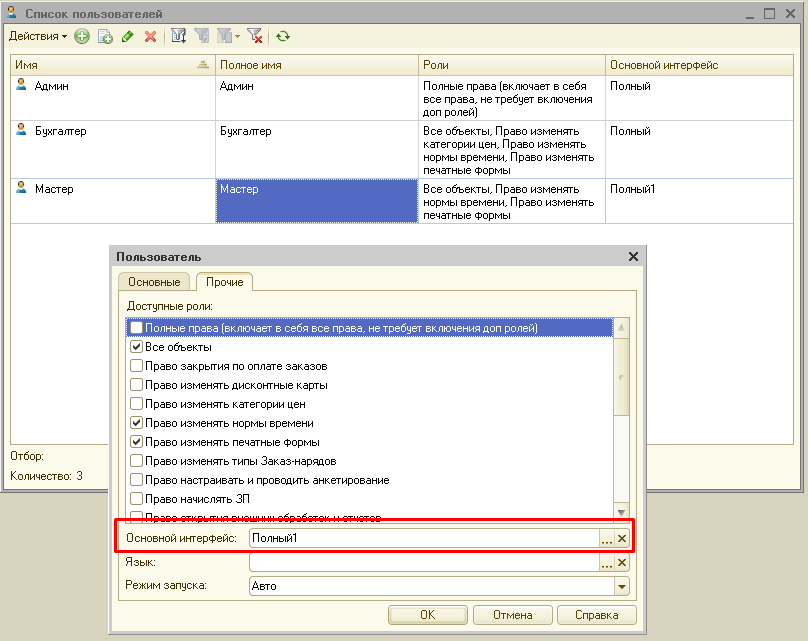 Список пользователей
Действия
Имя Полное имя Роли Основной интерфейс
Админ Админ Полные права (включает в себя Полный
все права, не требует включения
доп ролей)
Бухгалтер Бухгалтер Все объекты, Право изменять Полный
категории цен, Право изменять
нормы времени, Право изменять
печатные формы
Мастер Мастер Все объекты, Право изменять Полный1
нормы времени, Право изменять
печатные формы
Отбор:
Количество: 3
Пользователь
Основные Прочие
Доступные роли:
Полные права (включает в себя все права, не требует включения доп ролей)
Все объекты
Право закрытия по оплате заказов
Право изменять дисконтные карты
Право изменять категории цен
Право изменять нормы времени
Право изменять печатные формы
Право изменять типы Заказ-нарядов
Право настраивать и проводить анкетирование
Право начислять ЗП
Право открытия внешних обработок и отчетов
Основной интерфейс: Полный1 ...
Язык: ...
Режим запуска: Авто
ОК Отмена Справка